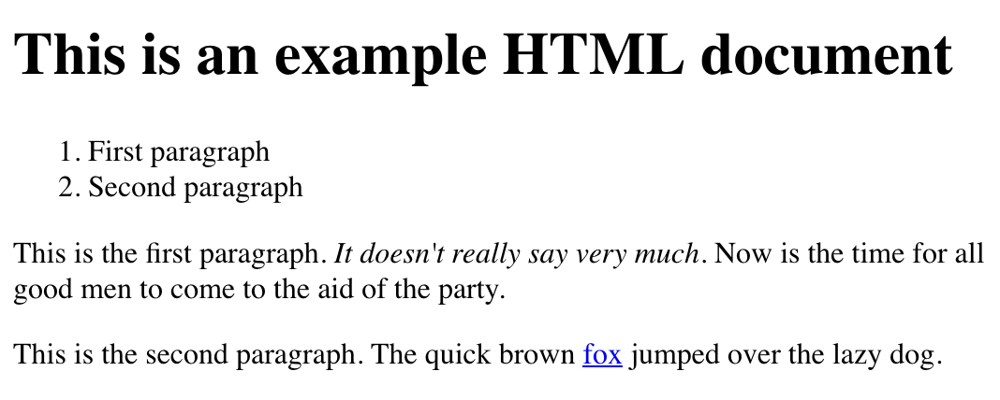 This is an example HTML document
1. First paragraph
2. Second paragraph
This is the first paragraph. It doesn't really say very much. Now is the time for all
good men to come to the aid of the party.
This is the second paragraph. The quick brown fox jumped over the lazy dog.